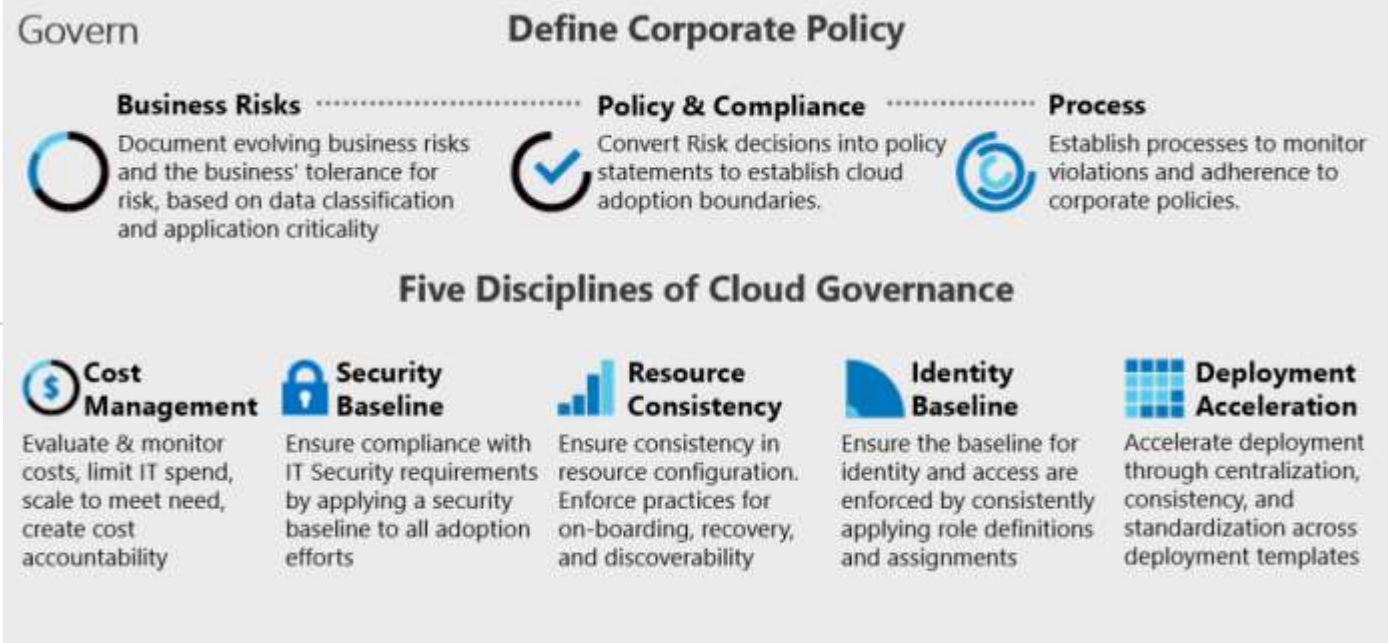 Govern
Define Corporate Policy
Business Risks
Document evolving business risks
and the business' tolerance for
risk, based on data classification
and application criticality
Policy & Compliance
Convert Risk decisions into policy
statements to establish cloud
adoption boundaries.
Process
Establish processes to monitor
violations and adherence to
corporate policies.
Five Disciplines of Cloud Governance
$
Cost
Management
Evaluate & monitor
costs, limit IT spend,
scale to meet need,
create cost
accountability
Security
Baseline
Ensure compliance with
IT Security requirements
by applying a security
baseline to all adoption
efforts
Resource
Consistency
Ensure consistency in
resource configuration.
Enforce practices for
on-boarding, recovery,
and discoverability
Identity
Baseline
Ensure the baseline for
identity and access are
enforced by consistently
applying role definitions
and assignments
Deployment
Acceleration
Accelerate deployment
through centralization,
consistency, and
standardization across
deployment templates